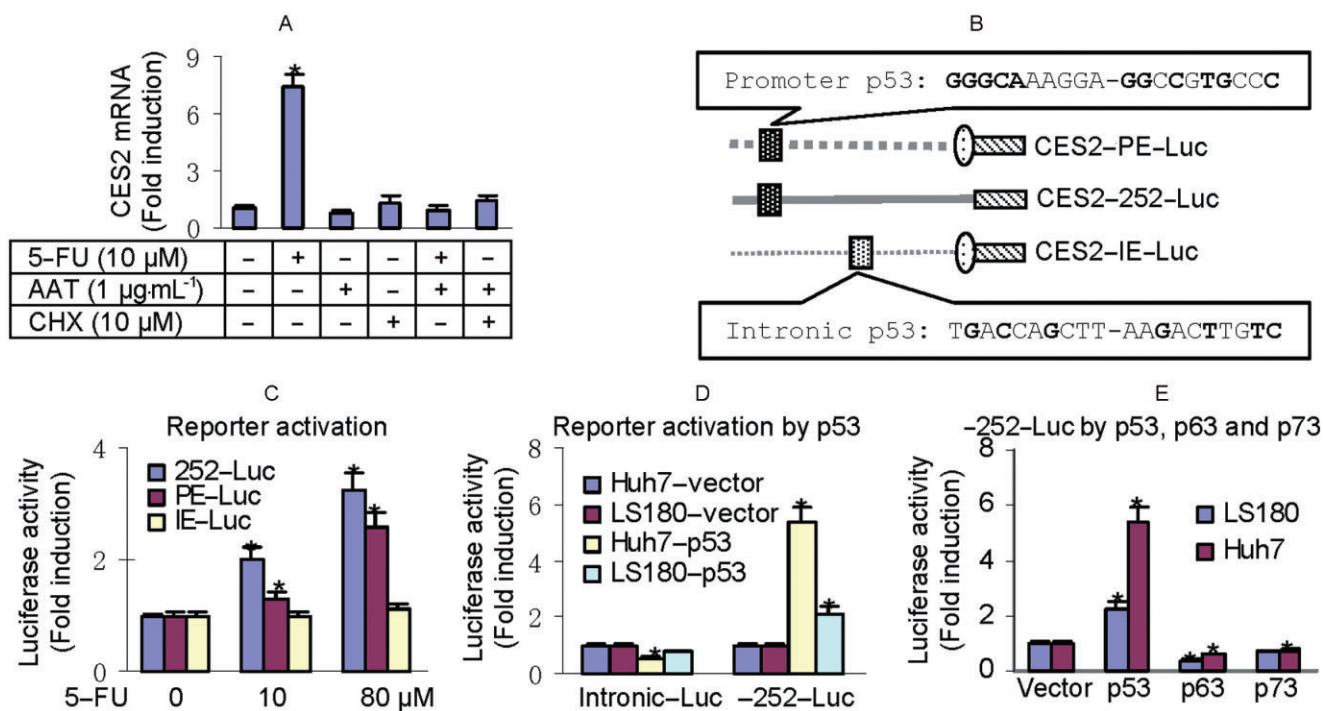 A
CES2 mRNA
(Fold induction)
9
6
3
0
*
5–FU (10 µM) – + – – + –
AAT (1 µg·mL⁻¹) – – + – + +
CHX (10 µM) – – – + – +
B
Promoter p53: GGGCAAAGGA–GGCCGTGCCC
CES2–PE–Luc
CES2–252–Luc
CES2–IE–Luc
Intronic p53: TGACCAGCTT–AAGACTTGTC
C
Reporter activation
Luciferase activity
(Fold induction)
4
2
0
252–Luc
PE–Luc
IE–Luc
* * * *
5–FU 0 10 80 µM
D
Reporter activation by p53
Luciferase activity
(Fold induction)
8
6
4
2
0
Huh7–vector
LS180–vector
Huh7–p53
LS180–p53
* * *
Intronic–Luc –252–Luc
E
–252–Luc by p53, p63 and p73
Luciferase activity
(Fold induction)
8
6
4
2
0
LS180
Huh7
* * * * *
Vector p53 p63 p73